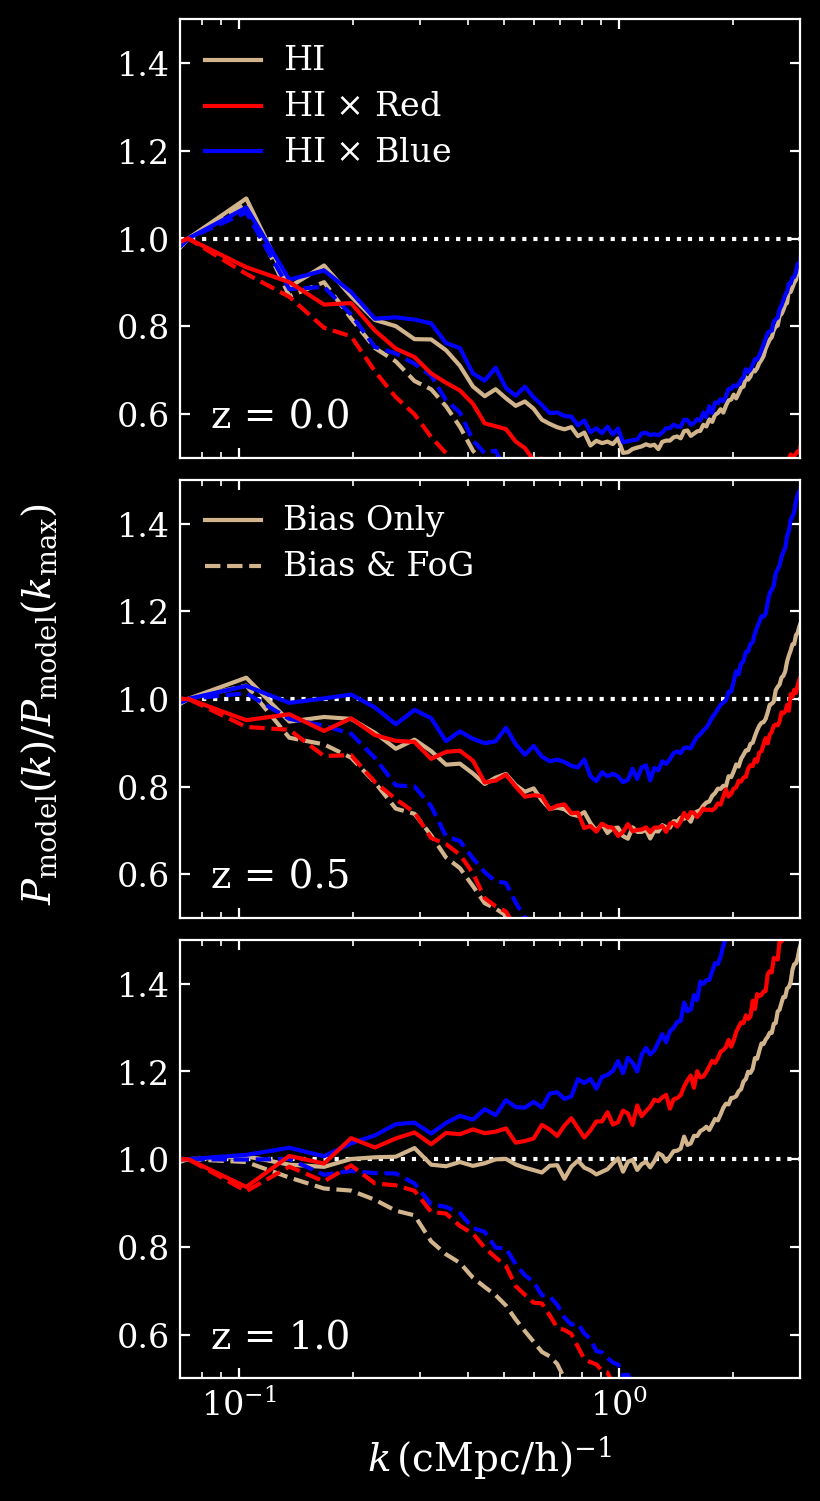 1.4
HI
HI × Red
1.2
HI × Blue
1.0
0.8
0.6
z = 0.0
P_model(k)/P_model(k_max)
1.4
Bias Only
Bias & FoG
1.2
1.0
0.8
0.6
z = 0.5
1.4
1.2
1.0
0.8
0.6
z = 1.0
10⁻¹
10⁰
k (cMpc/h)⁻¹